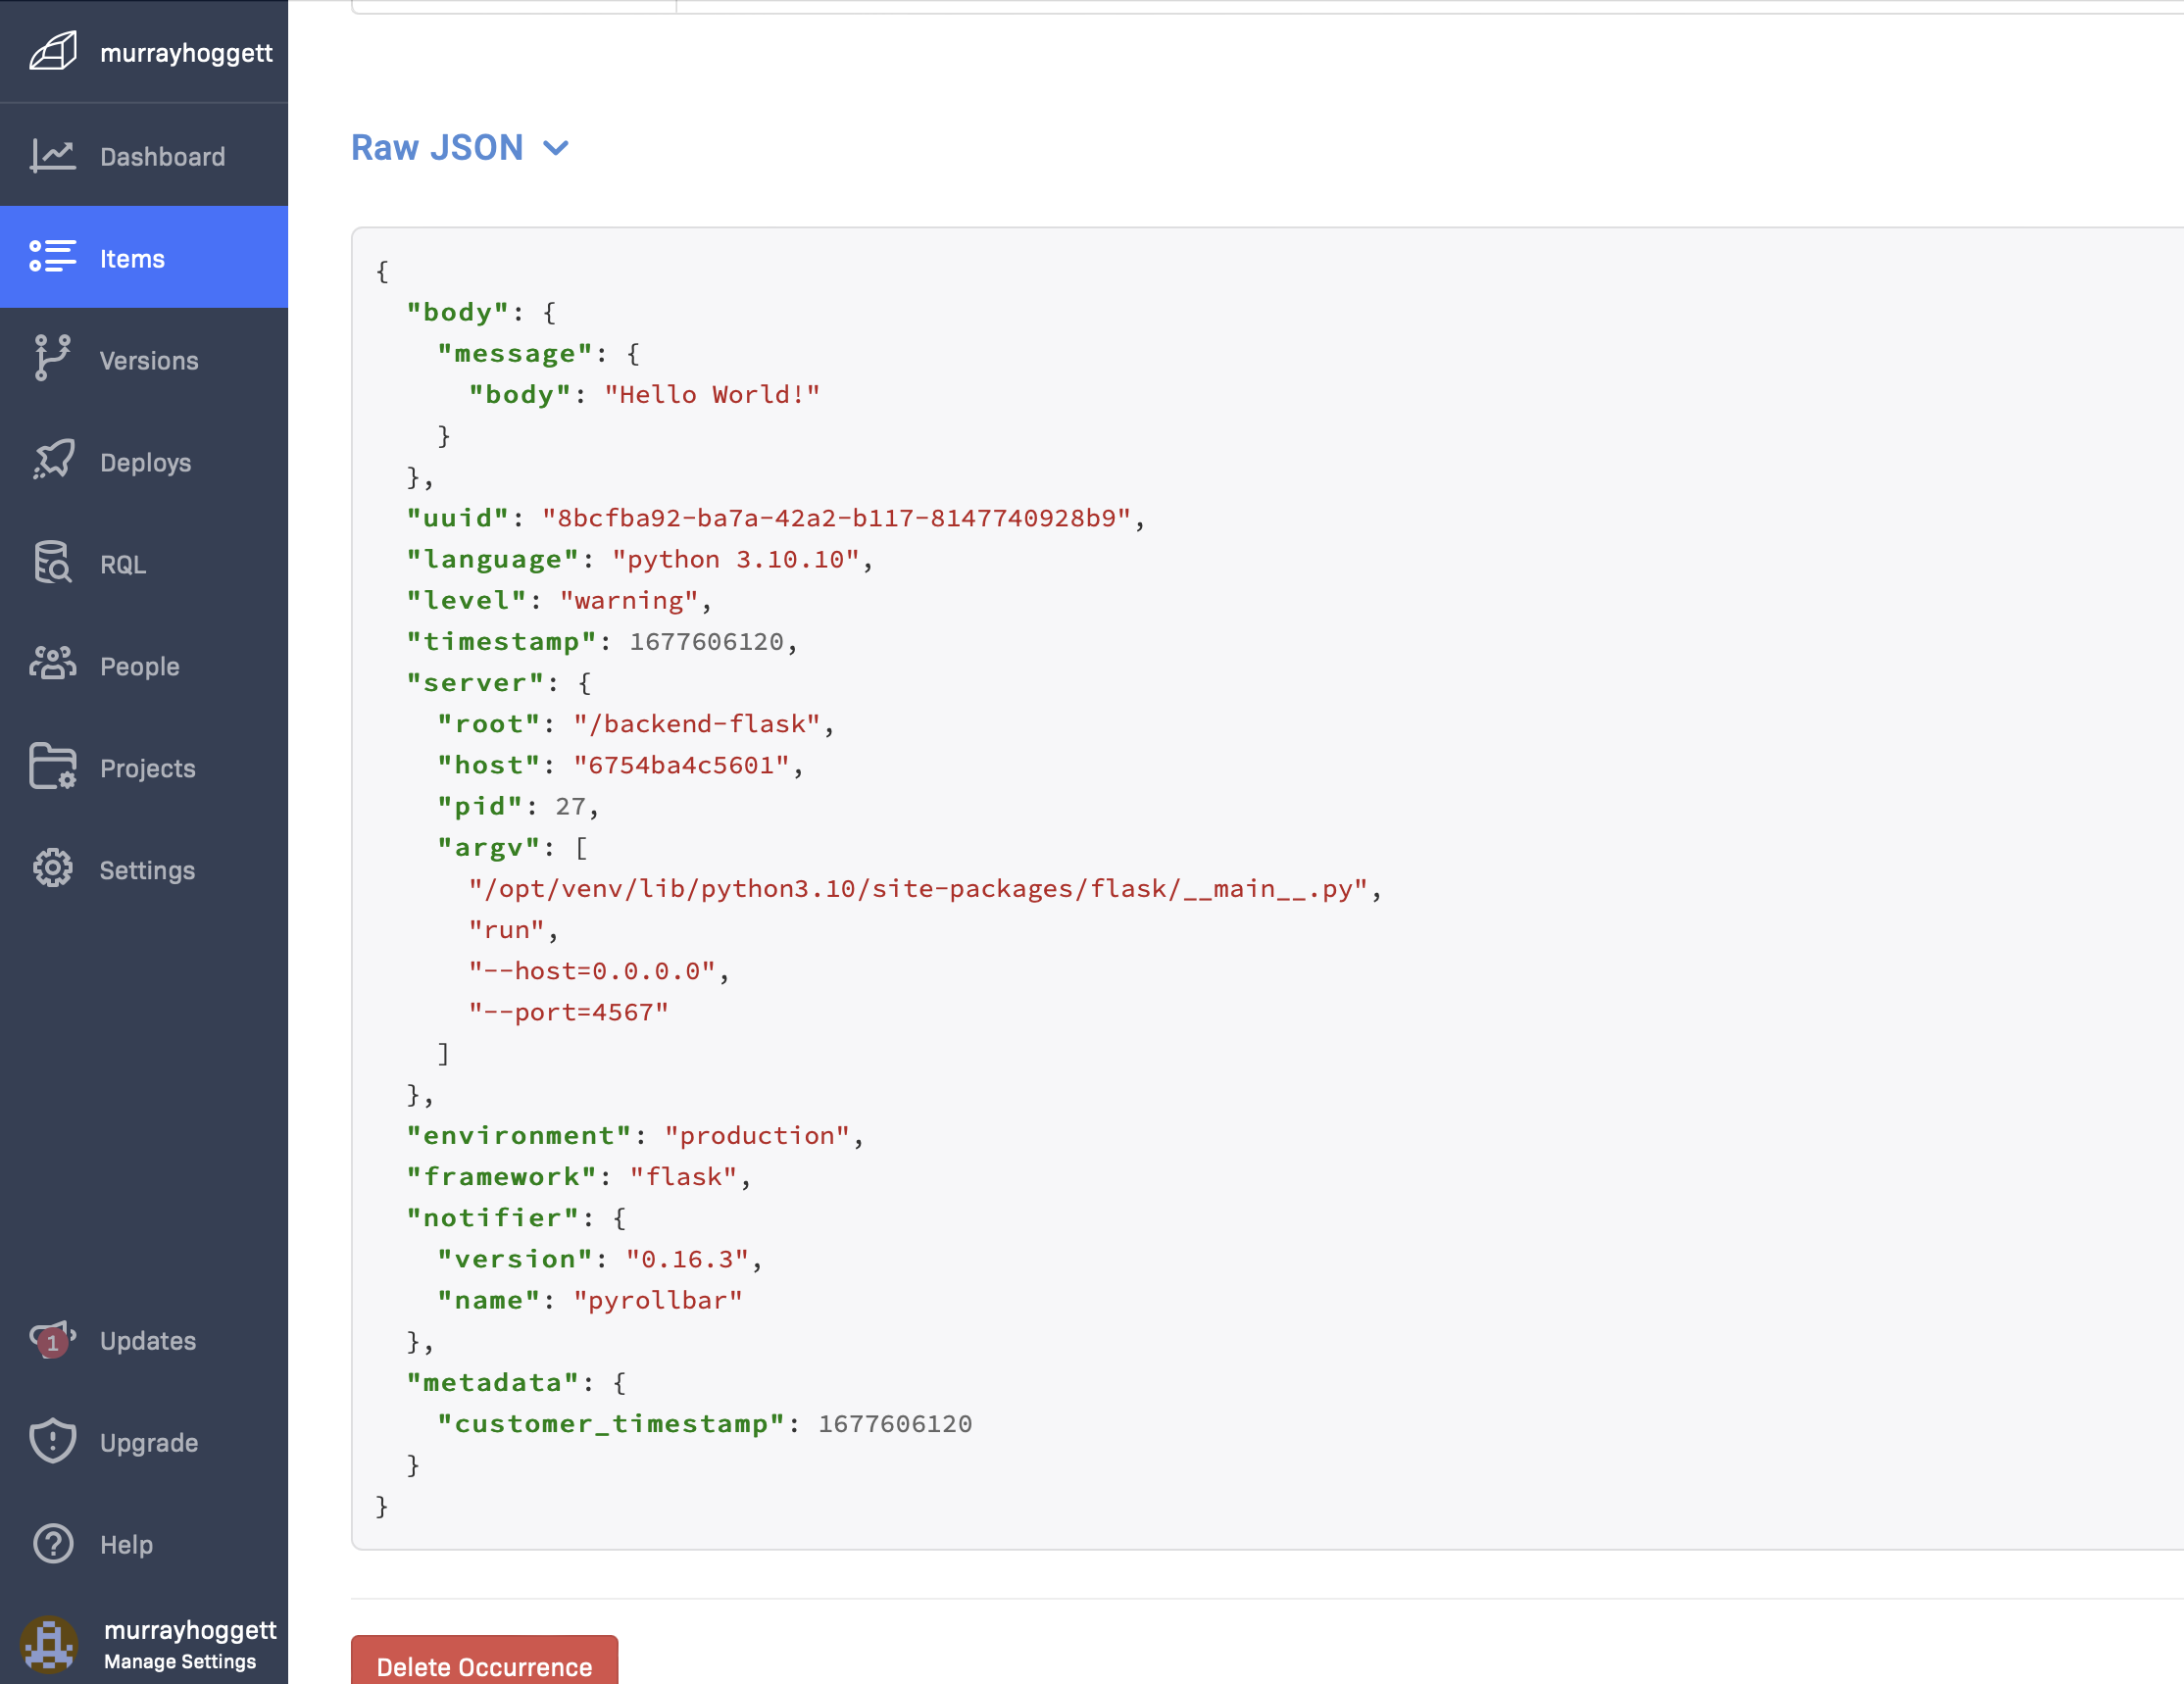 murrayhoggett
Dashboard
Items
Versions
Deploys
RQL
People
Projects
Settings
1
Updates
Upgrade
Help
murrayhoggett
Manage Settings
Raw JSON
{
  "body": {
    "message": {
      "body": "Hello World!"
    }
  },
  "uuid": "8bcfba92-ba7a-42a2-b117-8147740928b9",
  "language": "python 3.10.10",
  "level": "warning",
  "timestamp": 1677606120,
  "server": {
    "root": "/backend-flask",
    "host": "6754ba4c5601",
    "pid": 27,
    "argv": [
      "/opt/venv/lib/python3.10/site-packages/flask/__main__.py",
      "run",
      "--host=0.0.0.0",
      "--port=4567"
    ]
  },
  "environment": "production",
  "framework": "flask",
  "notifier": {
    "version": "0.16.3",
    "name": "pyrollbar"
  },
  "metadata": {
    "customer_timestamp": 1677606120
  }
}
Delete Occurrence